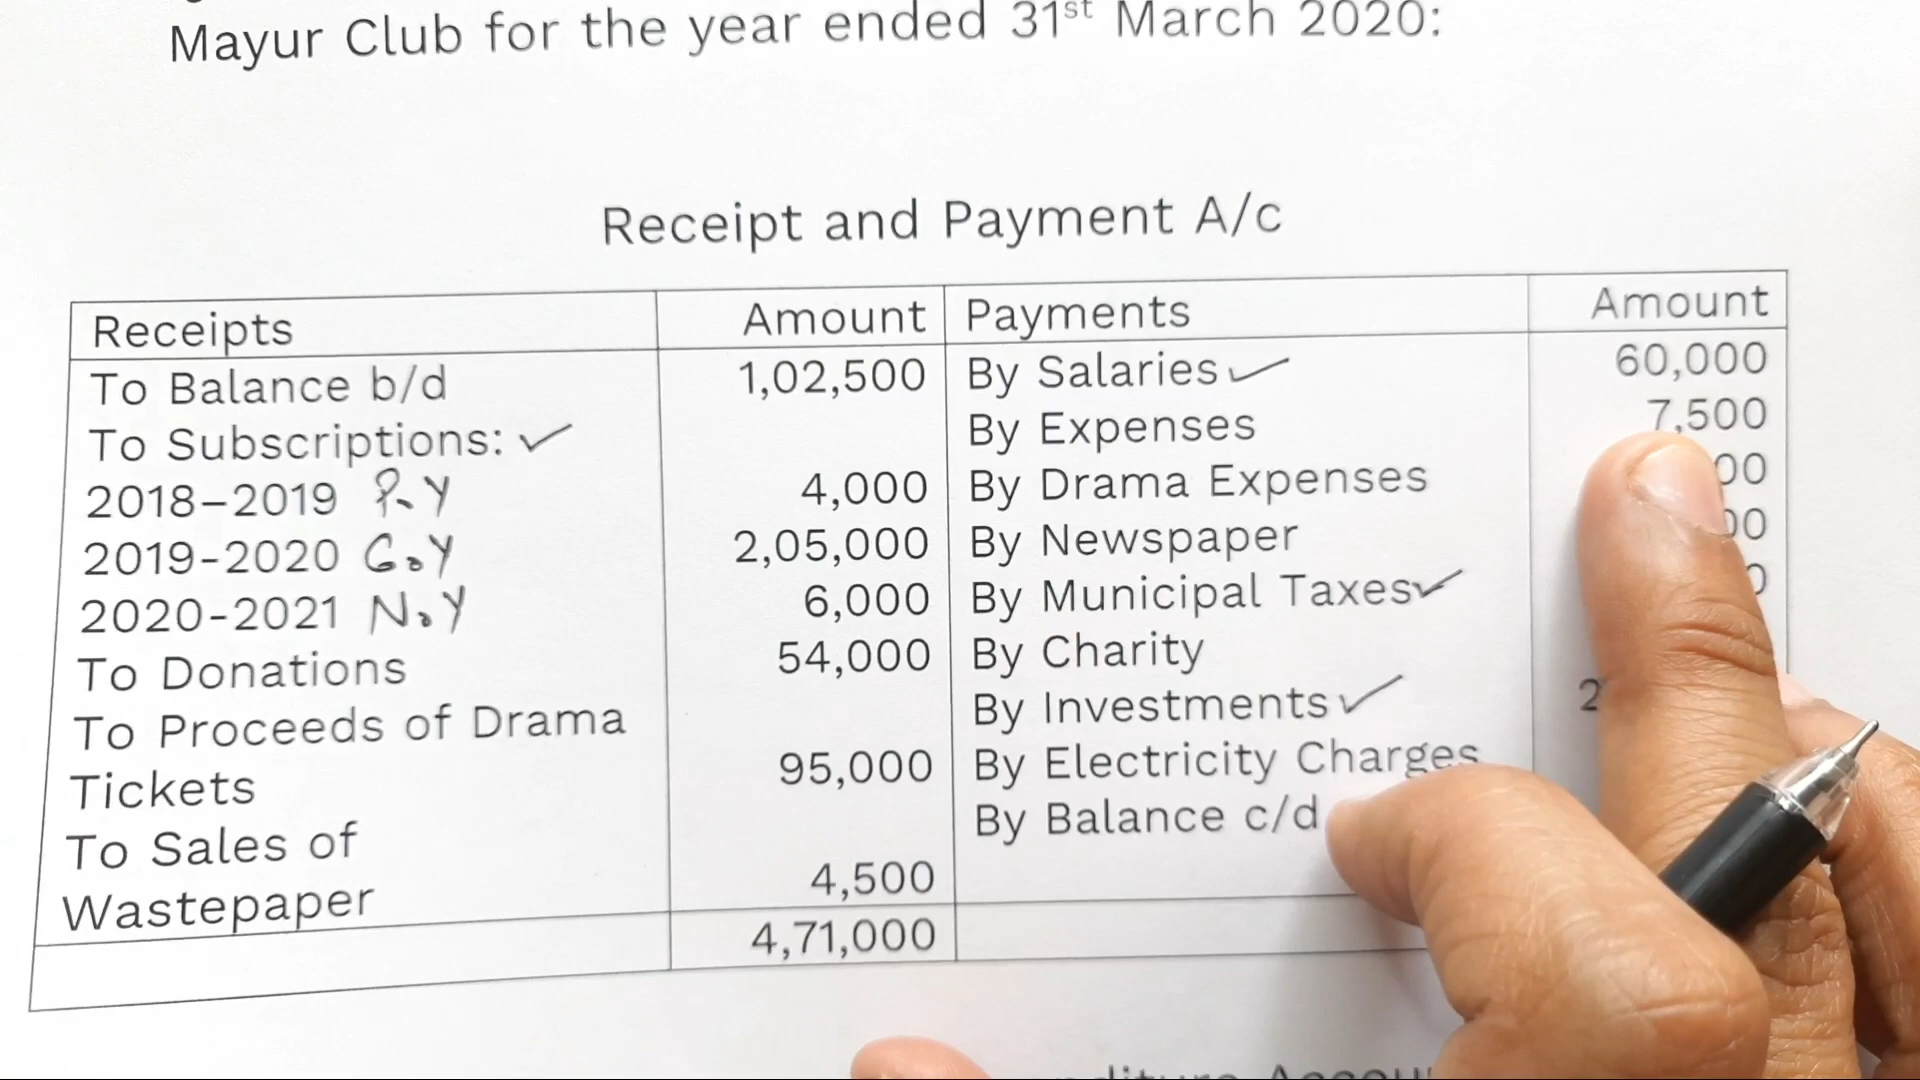 Mayur Club for the year ended 31st March 2020:
Receipt and Payment A/c
Receipts Amount Payments Amount
To Balance b/d 1,02,500 By Salaries ✓ 60,000
To Subscriptions: ✓ By Expenses 7,500
2018–2019 P.Y 4,000 By Drama Expenses
2019-2020 C.Y 2,05,000 By Newspaper
2020-2021 N.Y 6,000 By Municipal Taxes ✓
To Donations 54,000 By Charity
To Proceeds of Drama By Investments ✓
Tickets 95,000 By Electricity Charges
To Sales of By Balance c/d
Wastepaper 4,500
4,71,000